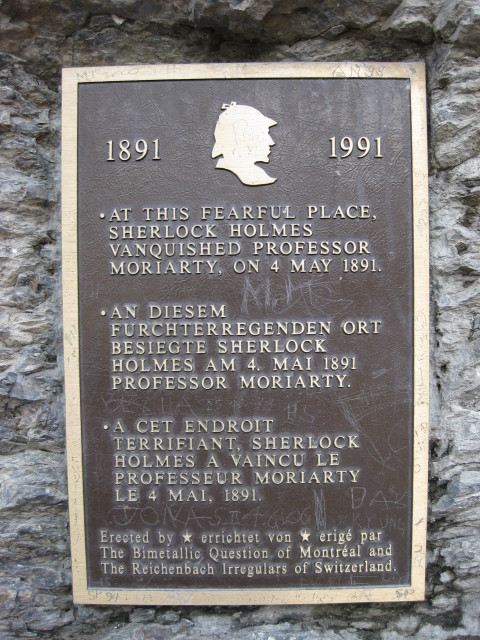 1891 1991
•AT THIS FEARFUL PLACE,
SHERLOCK HOLMES
VANQUISHED PROFESSOR
MORIARTY, ON 4 MAY 1891.
•AN DIESEM
FURCHTERREGENDEN ORT
BESIEGTE SHERLOCK
HOLMES AM 4. MAI 1891
PROFESSOR MORIARTY.
•A CET ENDROIT
TERRIFIANT, SHERLOCK
HOLMES A VAINCU LE
PROFESSEUR MORIARTY
LE 4 MAI, 1891.
Erected by ★ errichtet von ★ erigé par
The Bimetallic Question of Montréal and
The Reichenbach Irregulars of Switzerland.